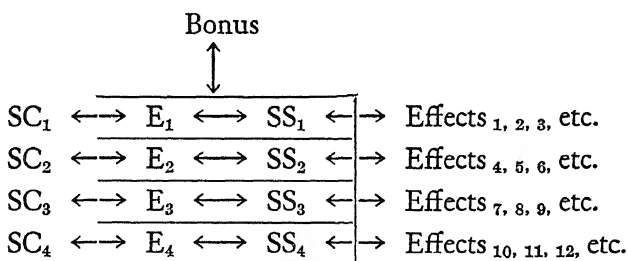 Bonus
SC₁ ←→ E₁ ←→ SS₁ ←→ Effects ₁, ₂, ₃, etc.
SC₂ ←→ E₂ ←→ SS₂ ←→ Effects ₄, ₅, ₆, etc.
SC₃ ←→ E₃ ←→ SS₃ ←→ Effects ₇, ₈, ₉, etc.
SC₄ ←→ E₄ ←→ SS₄ ←→ Effects ₁₀, ₁₁, ₁₂, etc.